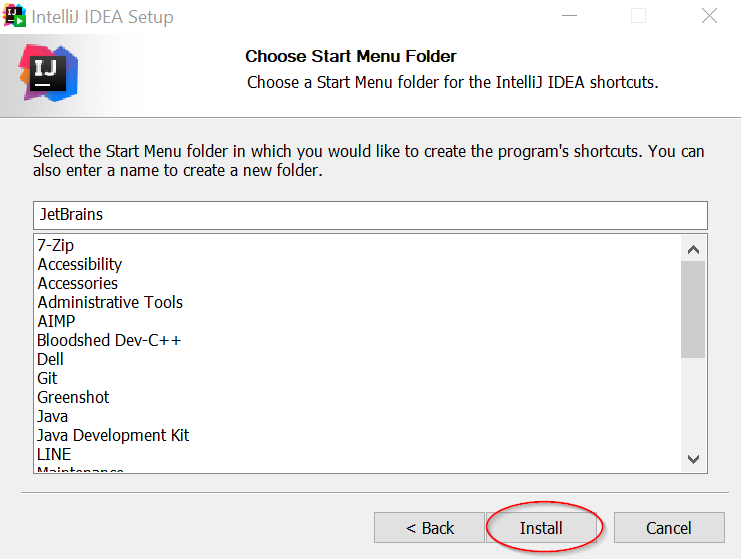 IntelliJ IDEA Setup
IJ
Choose Start Menu Folder
Choose a Start Menu folder for the IntelliJ IDEA shortcuts.
Select the Start Menu folder in which you would like to create the program's shortcuts. You can
also enter a name to create a new folder.
JetBrains
7-Zip
Accessibility
Accessories
Administrative Tools
AIMP
Bloodshed Dev-C++
Dell
Git
Greenshot
Java
Java Development Kit
LINE
Maintenance
< Back
Install
Cancel